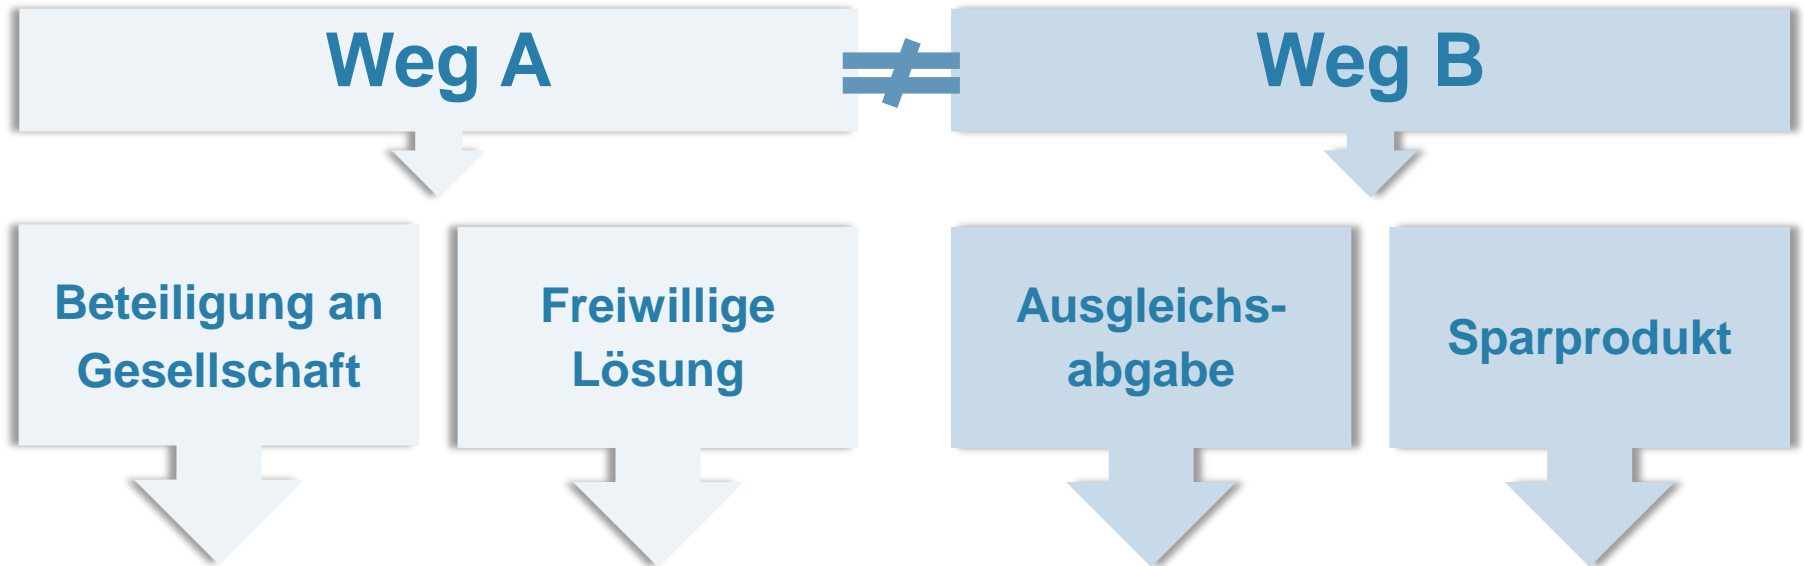 Weg A
≠
Weg B
Beteiligung an
Gesellschaft
Freiwillige
Lösung
Ausgleichs-
abgabe
Sparprodukt